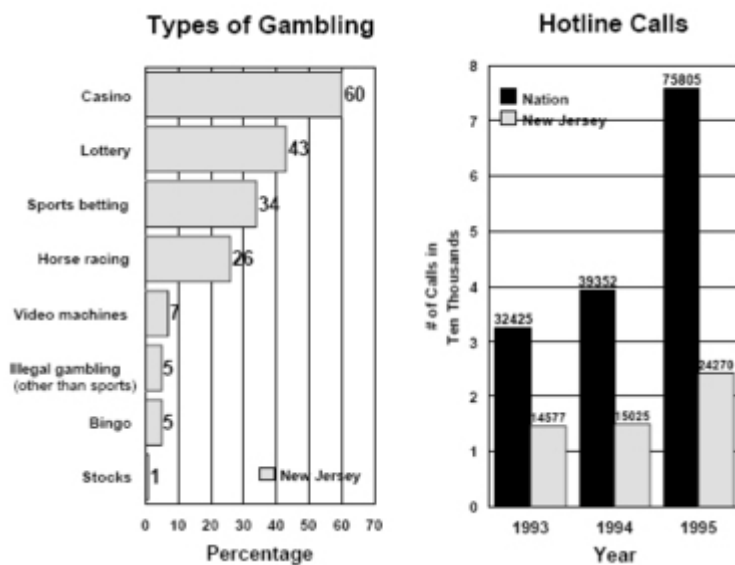 Types of Gambling
Casino 60
Lottery 43
Sports betting 34
Horse racing 26
Video machines 7
Illegal gambling 5
(other than sports)
Bingo 5
Stocks 1
New Jersey
0 10 20 30 40 50 60 70
Percentage
Hotline Calls
Nation
New Jersey
8
7
6
5
4
3
2
1
0
# of Calls in
Ten Thousands
32425
14577
39352
15025
75805
24270
1993 1994 1995
Year